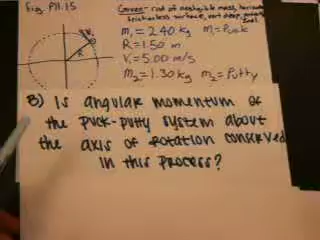 Fig. P11.15
Given: rod of negligible mass, horizontal
frictionless surface,
m₁ = 2.40 kg m₁ = Puck
R = 1.50 m
V₁ = 5.00 m/s
m₂ = 1.30 kg m₂ = Putty
R
B) Is angular momentum of
the puck-putty system about
the axis of rotation conserved
in this process?